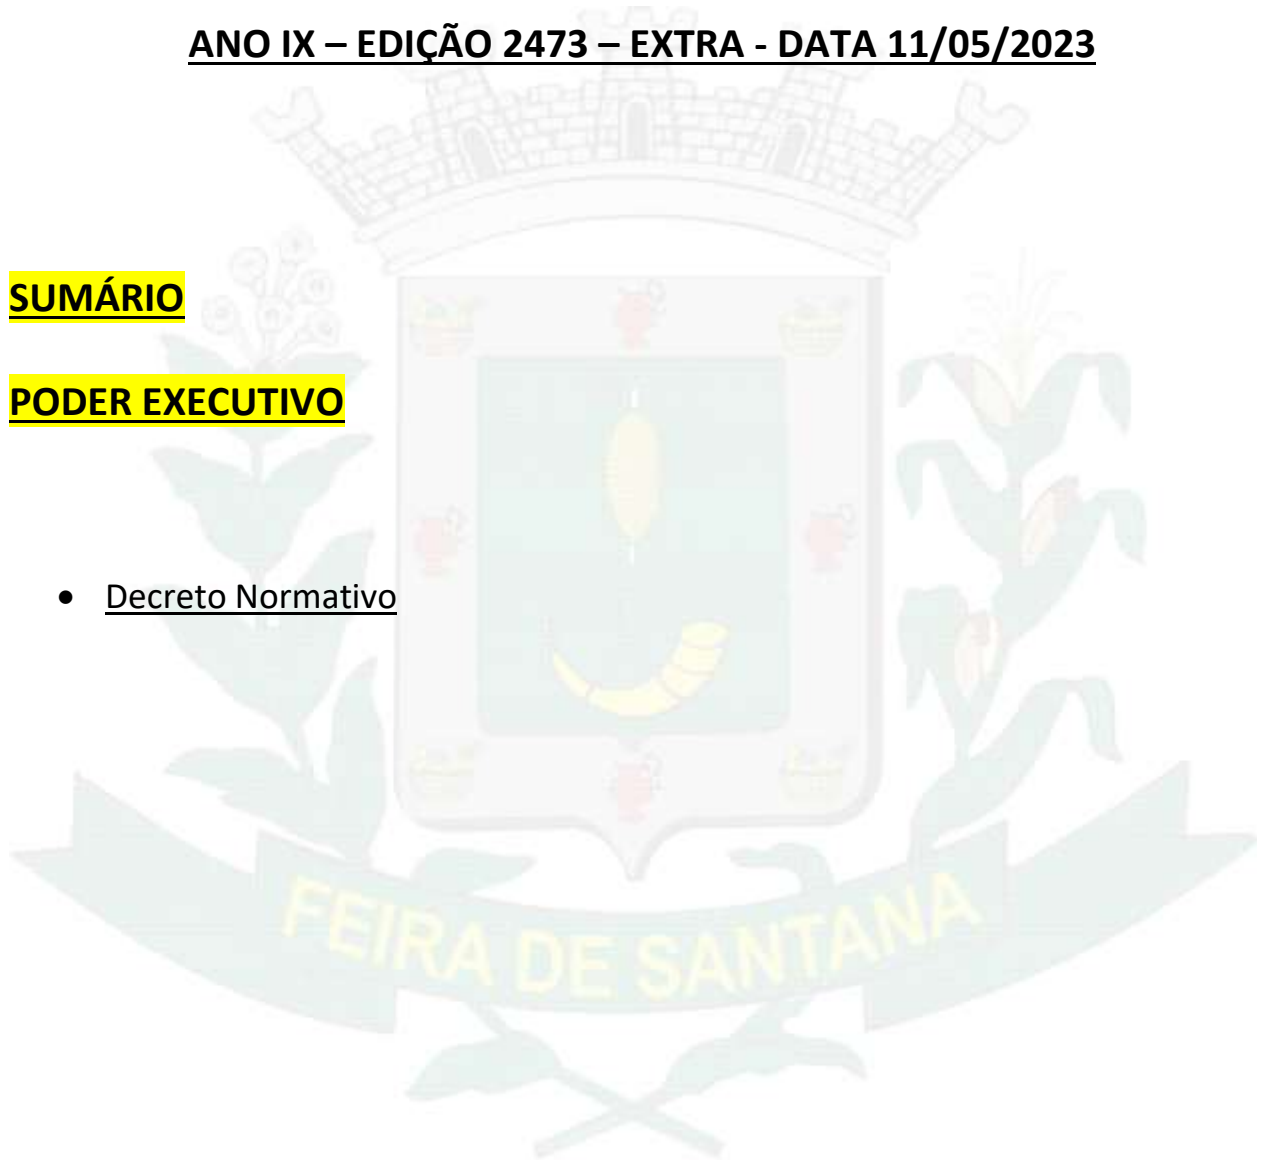 ANO IX – EDIÇÃO 2473 – EXTRA - DATA 11/05/2023
SUMÁRIO
PODER EXECUTIVO
• Decreto Normativo
FEIRA DE SANTANA